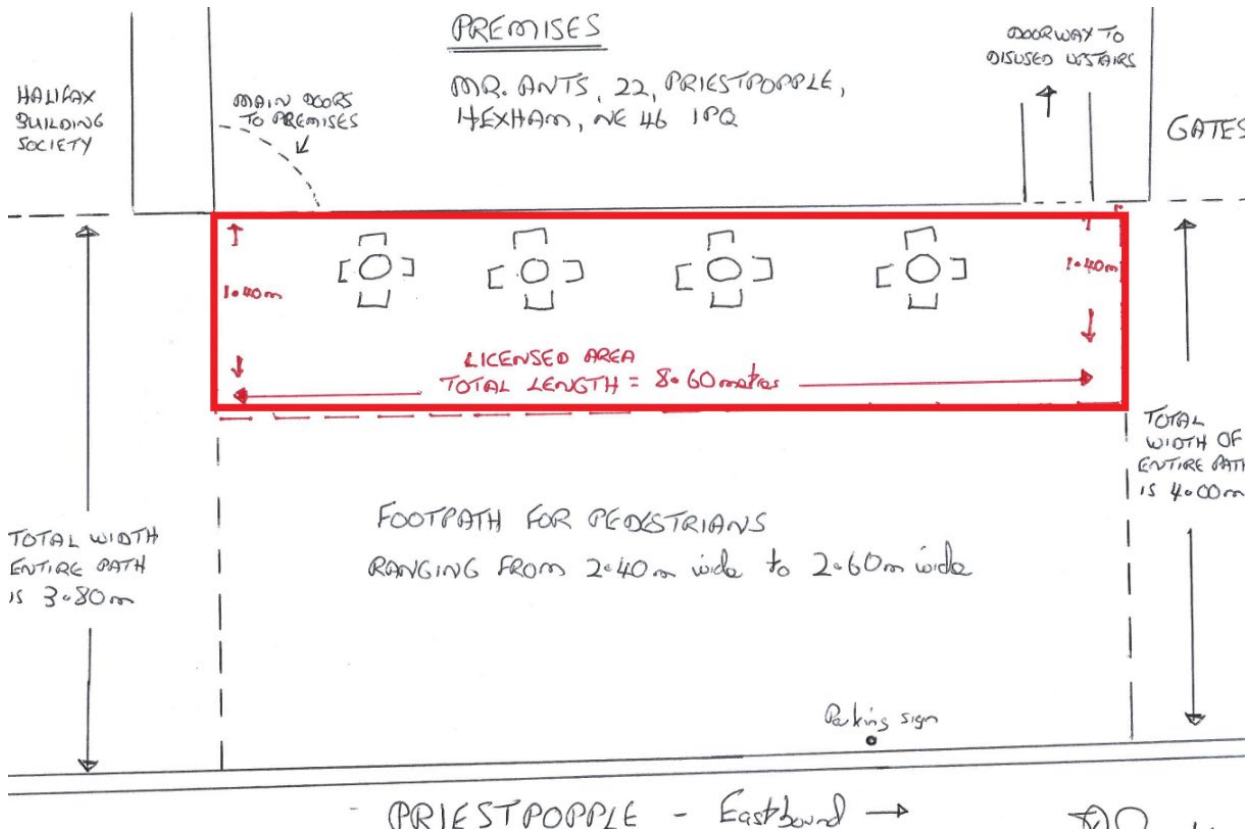 PREMISES
MR. ANTS, 22, PRIESTPOPPLE,
HEXHAM, NE46 1PQ
DOORWAY TO
DISUSED USTAIRS
HALIFAX
BUILDING
SOCIETY
MAIN DOORS
TO PREMISES
GATES
1.40m
1.40m
LICENSED AREA
TOTAL LENGTH = 8.60 metres
TOTAL
WIDTH OF
ENTIRE PATH
IS 4.00m
TOTAL WIDTH
ENTIRE PATH
IS 3.80m
FOOTPATH FOR PEDESTRIANS
RANGING FROM 2.40m wide to 2.60m wide
Parking sign
- PRIESTPOPPLE - Eastbound →